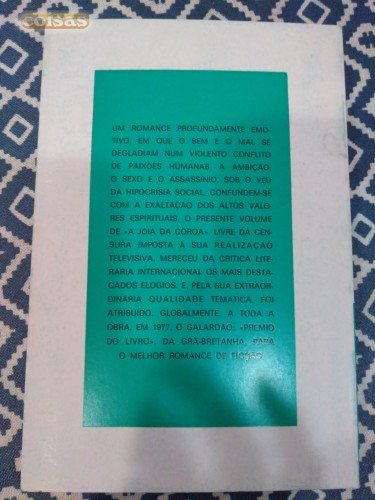 coisas
UM ROMANCE PROFUNDAMENTE EMO-
TIVO, EM QUE O BEM E O MAL SE
DEGLADIAM NUM VIOLENTO CONFLITO
DE PAIXÕES HUMANAS. A AMBIÇÃO,
O SEXO E O ASSASSÍNIO, SOB O VÉU
DA HIPOCRISIA SOCIAL, CONFUNDEM-SE
COM A EXALTAÇÃO DOS ALTOS VALO-
RES ESPIRITUAIS. O PRESENTE VOLUME
DE «A JOIA DA COROA», LIVRE DA CEN-
SURA IMPOSTA À SUA REALIZAÇÃO
TELEVISIVA, MERECEU DA CRÍTICA LITE-
RÁRIA INTERNACIONAL OS MAIS DESTA-
CADOS ELOGIOS. E, PELA SUA EXTRAOR-
DINÁRIA QUALIDADE TEMÁTICA, FOI
ATRIBUÍDO, GLOBALMENTE, A TODA A
OBRA, EM 1977, O GALARDÃO: «PRÉMIO
DO LIVRO», DA GRÃ-BRETANHA, PARA
O MELHOR ROMANCE DE FICÇÃO